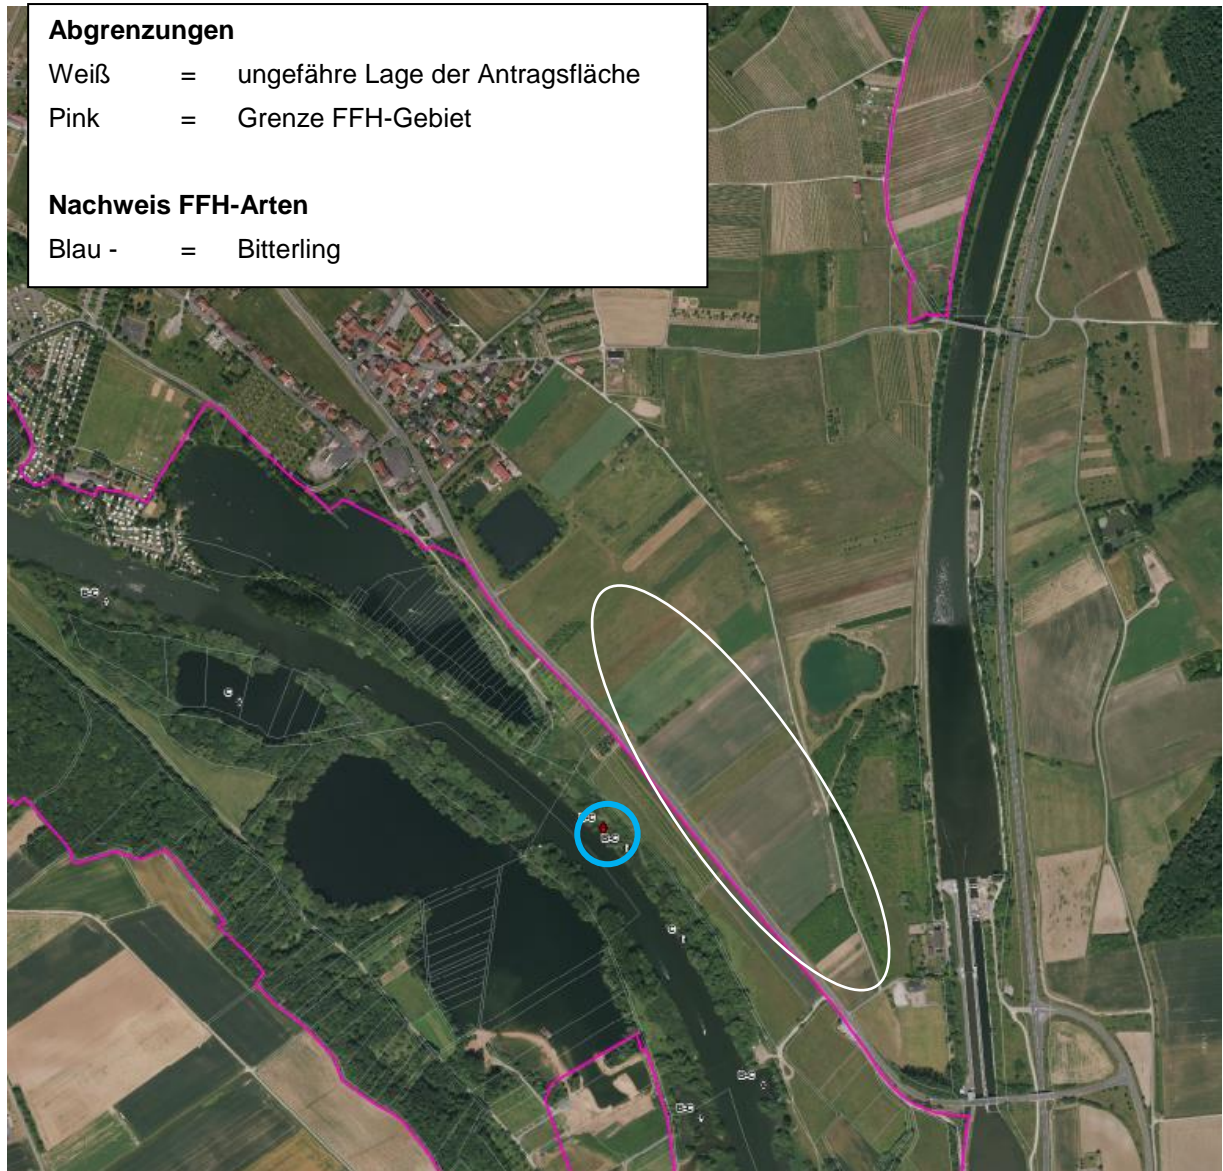 Abgrenzungen
Weiß = ungefähre Lage der Antragsfläche
Pink = Grenze FFH-Gebiet
Nachweis FFH-Arten
Blau - = Bitterling
B-C
C
B-C
C
B-C
B-C